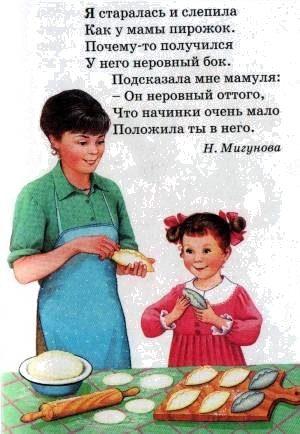 Я старалась и слепила
Как у мамы пирожок.
Почему-то получился
У него неровный бок.
Подсказала мне мамуля:
– Он неровный оттого,
Что начинки очень мало
Положила ты в него.
Н. Мигунова